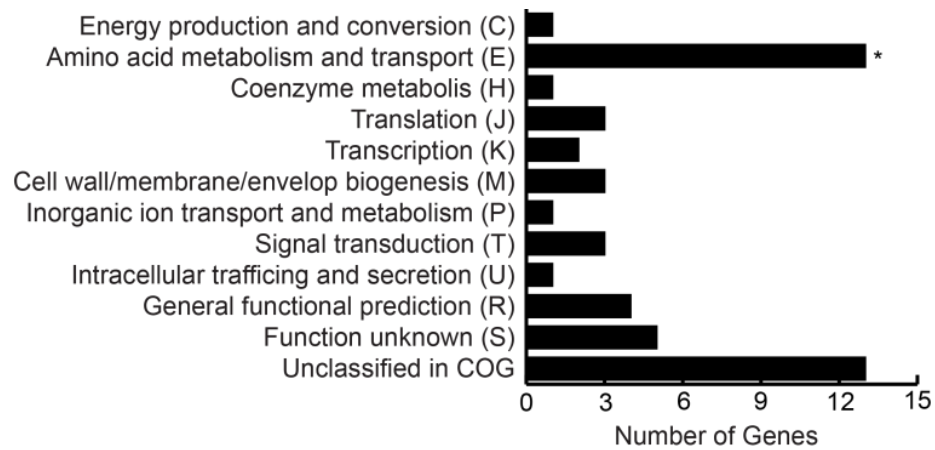 Energy production and conversion (C)
Amino acid metabolism and transport (E)
*
Coenzyme metabolis (H)
Translation (J)
Transcription (K)
Cell wall/membrane/envelop biogenesis (M)
Inorganic ion transport and metabolism (P)
Signal transduction (T)
Intracellular trafficing and secretion (U)
General functional prediction (R)
Function unknown (S)
Unclassified in COG
0 3 6 9 12 15
Number of Genes